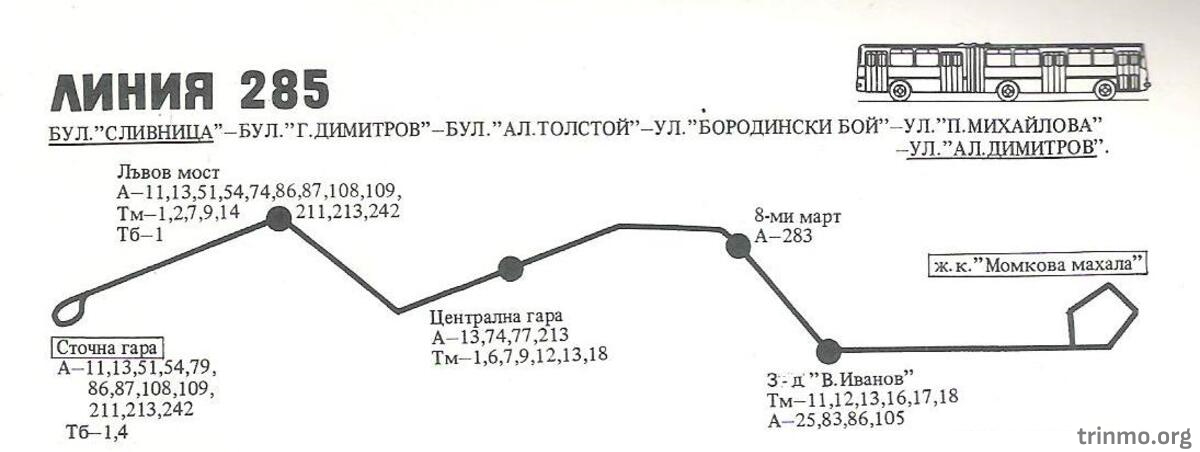 ЛИНИЯ 285
БУЛ."СЛИВНИЦА"–БУЛ."Г.ДИМИТРОВ"–БУЛ."АЛ.ТОЛСТОЙ"–УЛ."БОРОДИНСКИ БОЙ"–УЛ."П.МИХАЙЛОВА"
–УЛ."АЛ.ДИМИТРОВ".
Лъвов мост
А–11,13,51,54,74,86,87,108,109,
Тм–1,2,7,9,14 211,213,242
Тб–1
8-ми март
А–283
ж.к."Момкова махала"
Централна гара
А–13,74,77,213
Тм–1,6,7,9,12,13,18
Сточна гара
А–11,13,51,54,79,
86,87,108,109,
211,213,242
Тб–1,4
З-д "В.Иванов"
Тм–11,12,13,16,17,18
А–25,83,86,105
trinmo.org